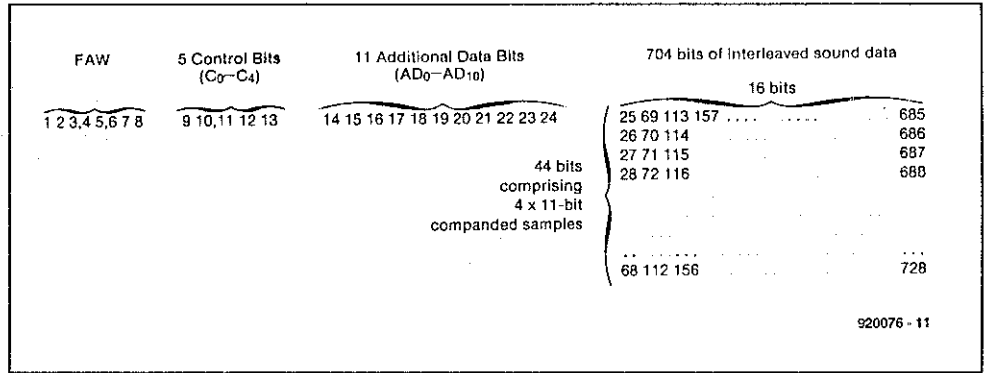 FAW
5 Control Bits
(C0–C4)
11 Additional Data Bits
(AD0–AD10)
704 bits of interleaved sound data
16 bits
1 2 3,4 5,6 7 8
9 10,11 12 13
14 15 16 17 18 19 20 21 22 23 24
25 69 113 157 .... ..... 685
26 70 114 686
27 71 115 687
28 72 116 688
44 bits
comprising
4 x 11-bit
companded samples
68 112 156 728
920076 - 11